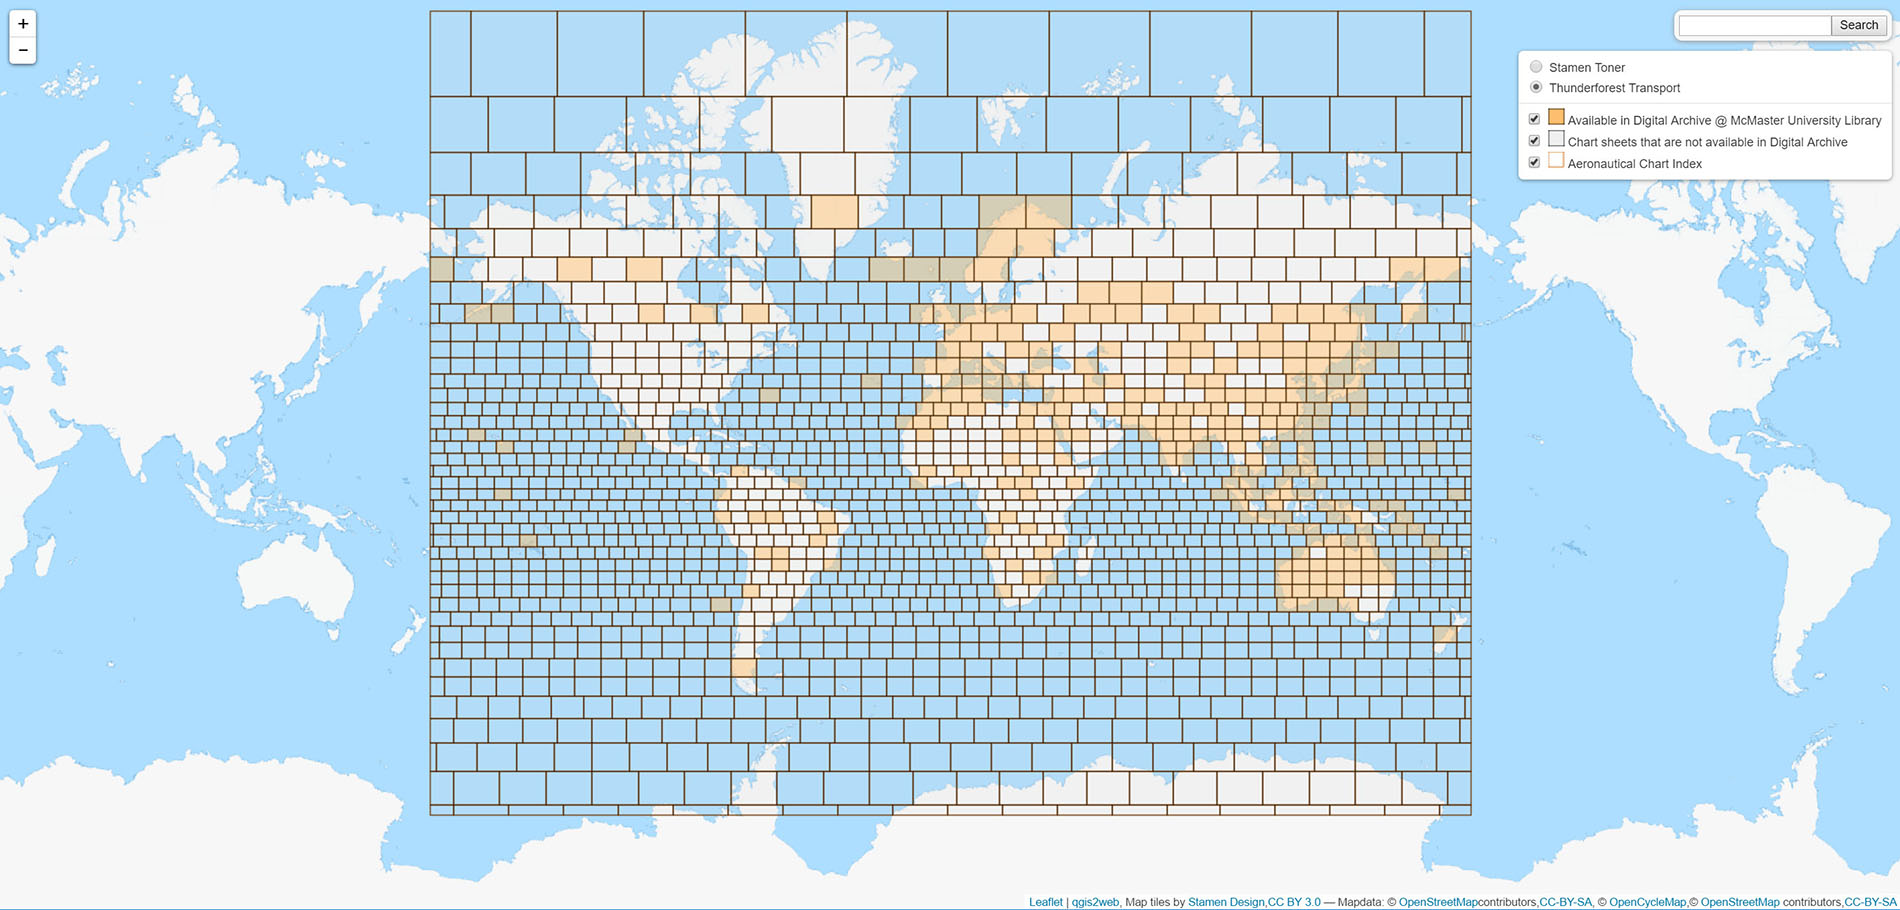 +
−
Search
Stamen Toner
Thunderforest Transport
Available in Digital Archive @ McMaster University Library
Chart sheets that are not available in Digital Archive
Aeronautical Chart Index
Leaflet | qgis2web, Map tiles by Stamen Design,CC BY 3.0 — Mapdata: © OpenStreetMapcontributors,CC-BY-SA, © OpenCycleMap,© OpenStreetMap contributors,CC-BY-SA